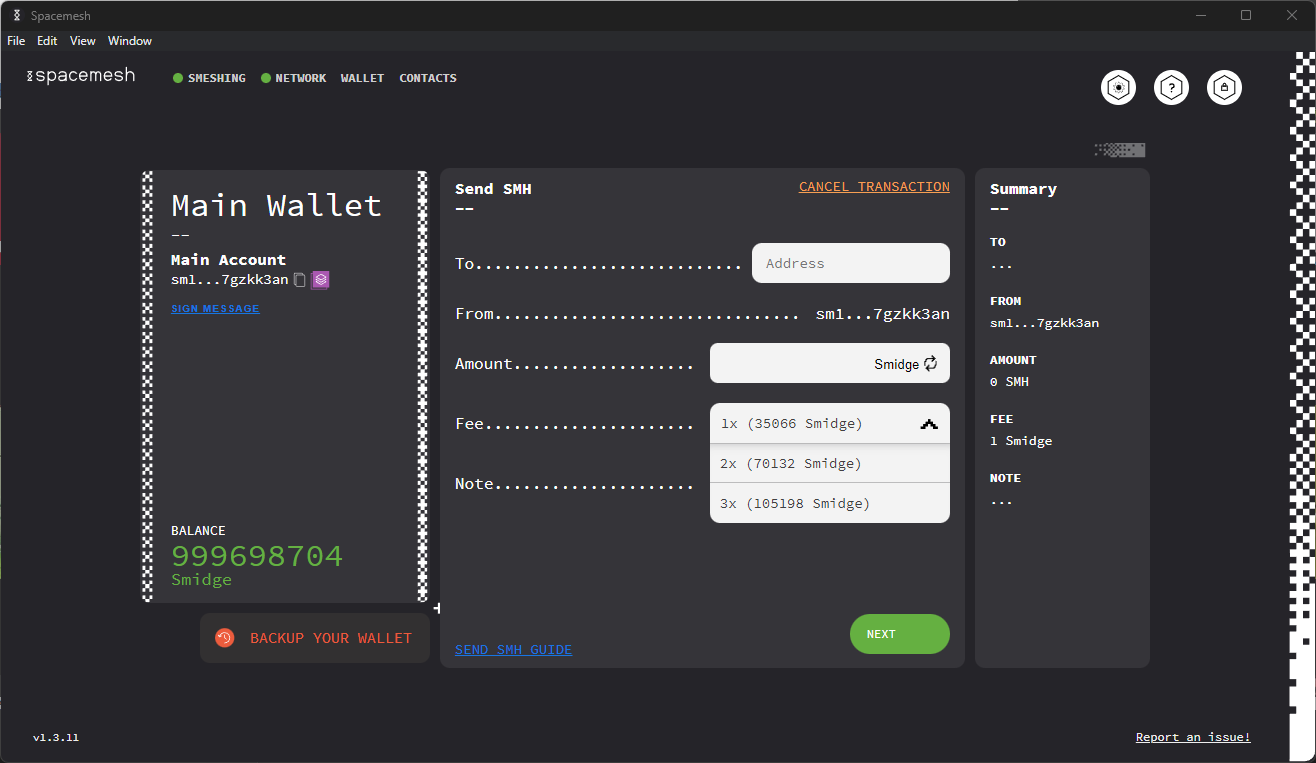 Spacemesh
File Edit View Window
spacemesh
SMESHING NETWORK WALLET CONTACTS
?
Main Wallet
--
Main Account
sm1...7gzkk3an
SIGN MESSAGE
BALANCE
999698704
Smidge
BACKUP YOUR WALLET
Send SMH
--
CANCEL TRANSACTION
To............................ Address
From................................ sm1...7gzkk3an
Amount................... Smidge
Fee...................... 1x (35066 Smidge)
2x (70132 Smidge)
Note.....................
3x (105198 Smidge)
SEND SMH GUIDE
NEXT
Summary
--
TO
...
FROM
sm1...7gzkk3an
AMOUNT
0 SMH
FEE
1 Smidge
NOTE
...
v1.3.11
Report an issue!